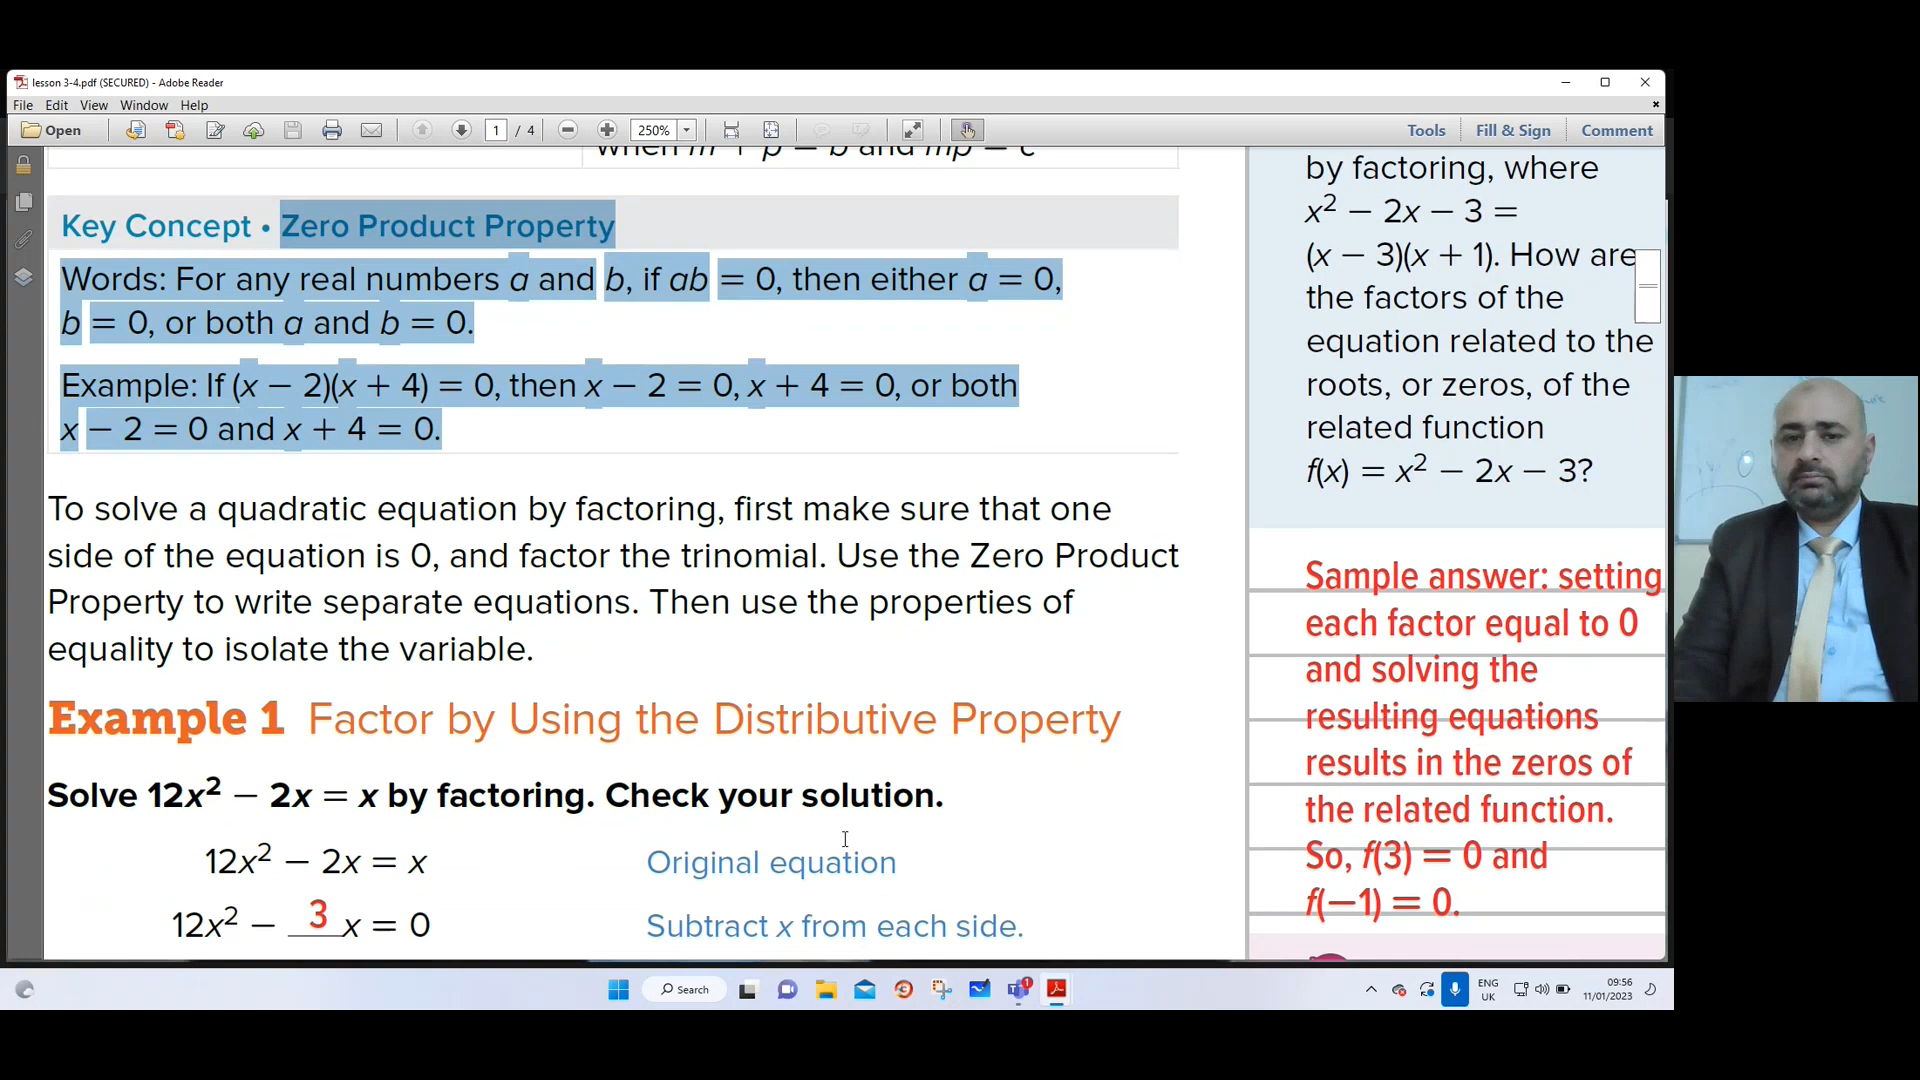 lesson 3-4.pdf (SECURED) - Adobe Reader
File Edit View Window Help
Open 1 / 4 250% Tools Fill & Sign Comment
when m + p = b and mp = c
Key Concept • Zero Product Property
Words: For any real numbers a and b, if ab = 0, then either a = 0,
b = 0, or both a and b = 0.
Example: If (x − 2)(x + 4) = 0, then x − 2 = 0, x + 4 = 0, or both
x − 2 = 0 and x + 4 = 0.
To solve a quadratic equation by factoring, first make sure that one
side of the equation is 0, and factor the trinomial. Use the Zero Product
Property to write separate equations. Then use the properties of
equality to isolate the variable.
Example 1 Factor by Using the Distributive Property
Solve 12x² − 2x = x by factoring. Check your solution.
12x² − 2x = x Original equation
12x² − 3 x = 0 Subtract x from each side.
by factoring, where
x² − 2x − 3 =
(x − 3)(x + 1). How are
the factors of the
equation related to the
roots, or zeros, of the
related function
f(x) = x² − 2x − 3?
Sample answer: setting
each factor equal to 0
and solving the
resulting equations
results in the zeros of
the related function.
So, f(3) = 0 and
f(−1) = 0.
Search
1
ENG
UK
09:56
11/01/2023